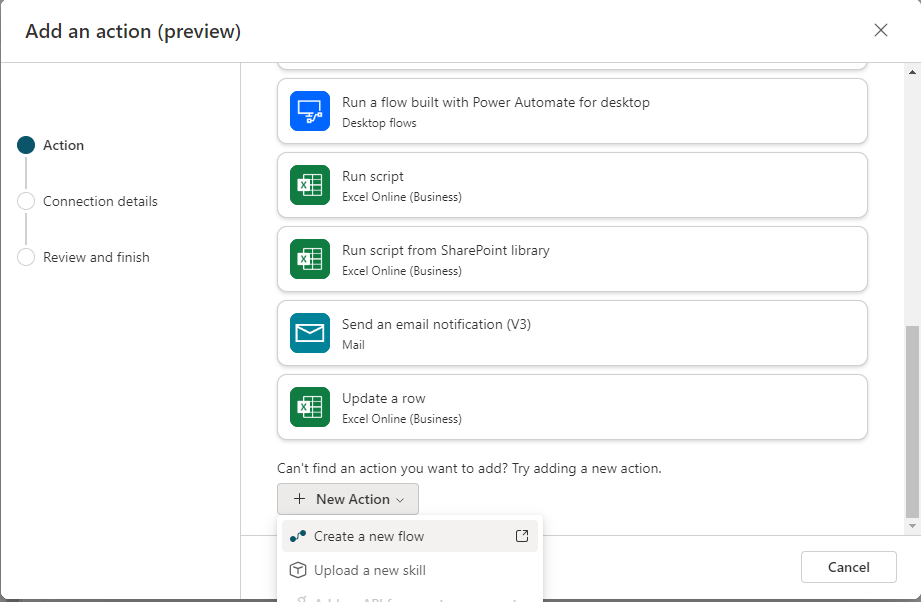 Add an action (preview)
Action
Connection details
Review and finish
Run a flow built with Power Automate for desktop
Desktop flows
Run script
Excel Online (Business)
Run script from SharePoint library
Excel Online (Business)
Send an email notification (V3)
Mail
Update a row
Excel Online (Business)
Can't find an action you want to add? Try adding a new action.
New Action
Create a new flow
Upload a new skill
Cancel